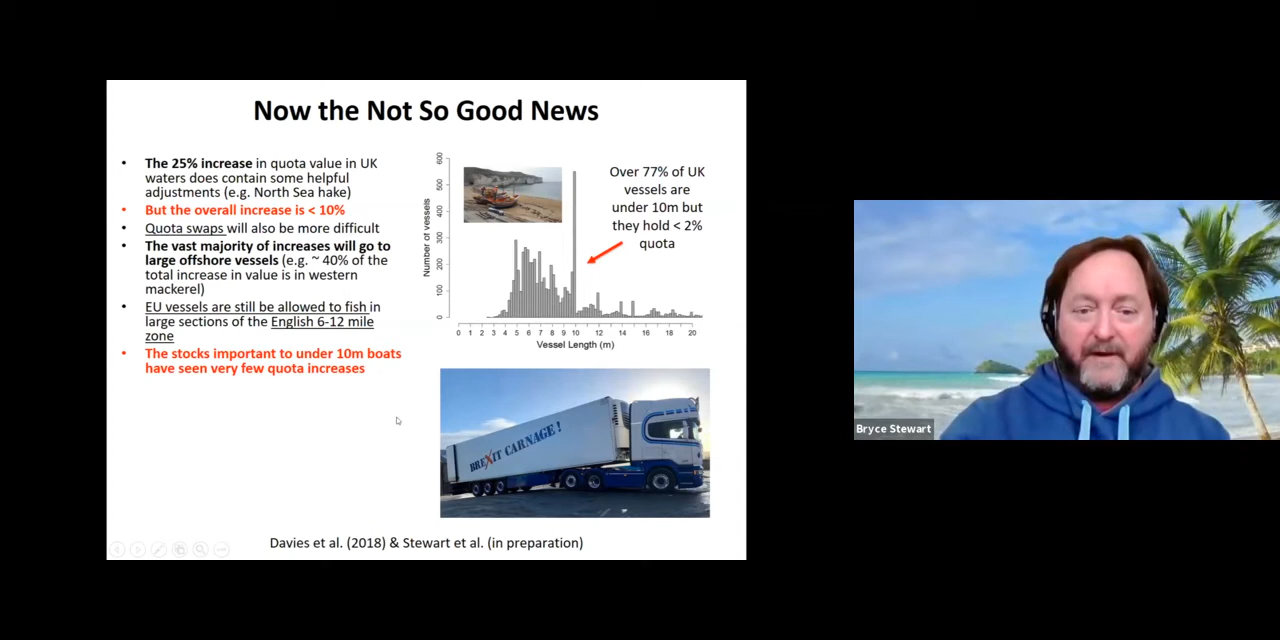 Now the Not So Good News
• The 25% increase in quota value in UK
waters does contain some helpful
adjustments (e.g. North Sea hake)
• But the overall increase is < 10%
• Quota swaps will also be more difficult
• The vast majority of increases will go to
large offshore vessels (e.g. ~ 40% of the
total increase in value is in western
mackerel)
• EU vessels are still be allowed to fish in
large sections of the English 6-12 mile
zone
• The stocks important to under 10m boats
have seen very few quota increases
Number of vessels
600
500
400
300
200
100
0
0 1 2 3 4 5 6 7 8 9 10 12 14 16 18 20
Vessel Length (m)
Over 77% of UK
vessels are
under 10m but
they hold < 2%
quota
BREXIT CARNAGE!
Davies et al. (2018) & Stewart et al. (in preparation)
Bryce Stewart